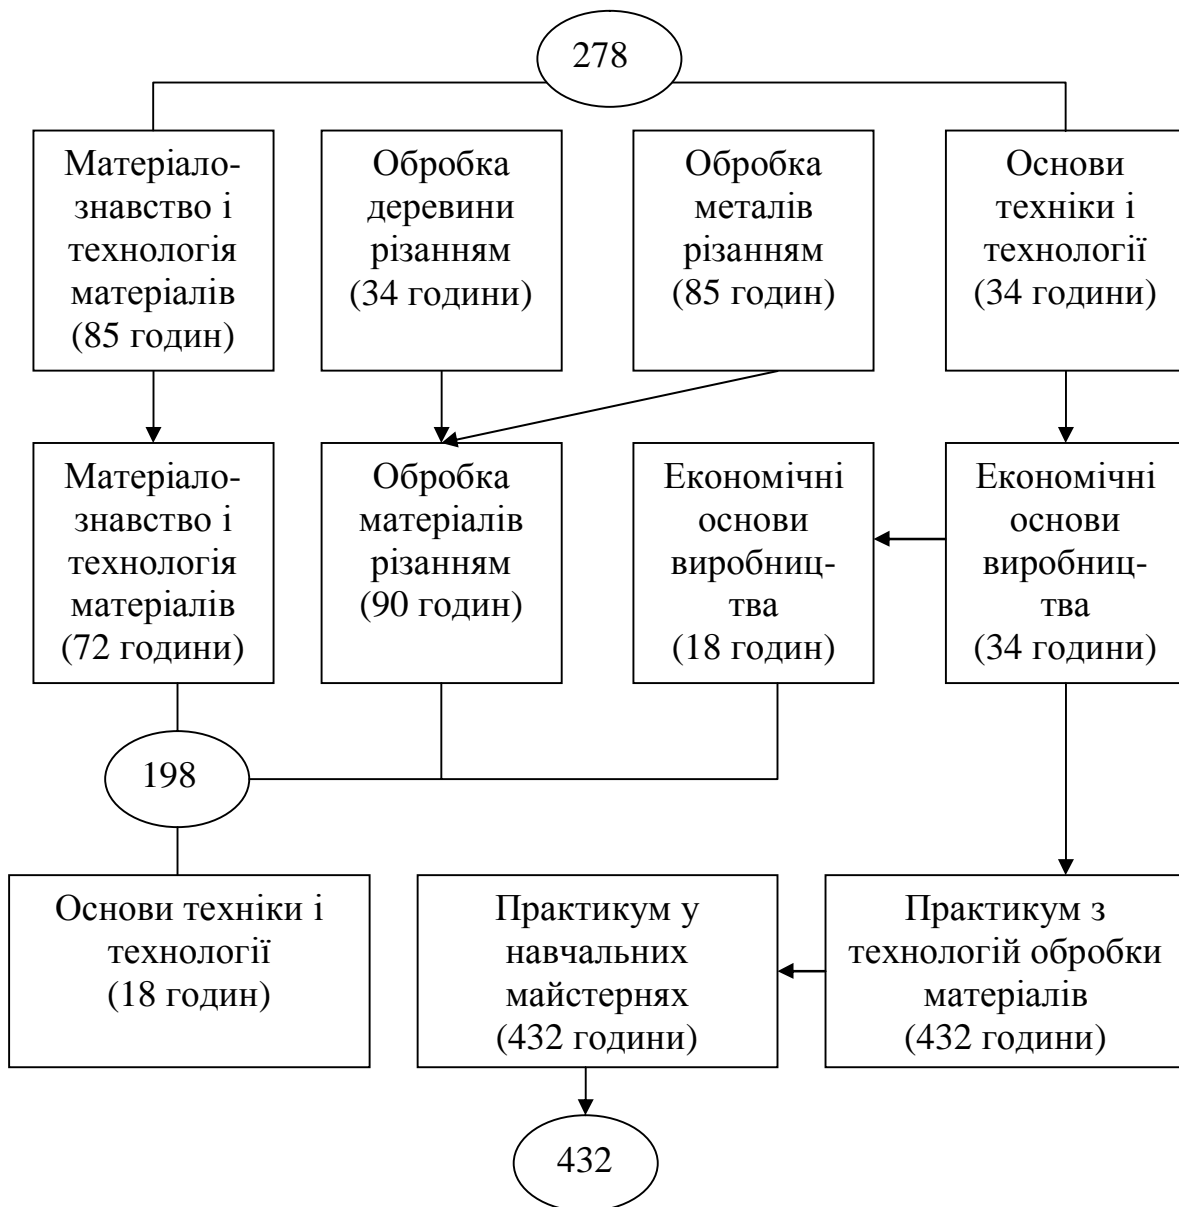 278
Матеріало-
знавство і
технологія
матеріалів
(85 годин)
Обробка
деревини
різанням
(34 години)
Обробка
металів
різанням
(85 годин)
Основи
техніки і
технології
(34 години)
Матеріало-
знавство і
технологія
матеріалів
(72 години)
Обробка
матеріалів
різанням
(90 годин)
Економічні
основи
виробниц-
тва
(18 годин)
Економічні
основи
виробниц-
тва
(34 години)
198
Основи техніки і
технології
(18 годин)
Практикум у
навчальних
майстернях
(432 години)
Практикум з
технологій обробки
матеріалів
(432 години)
432